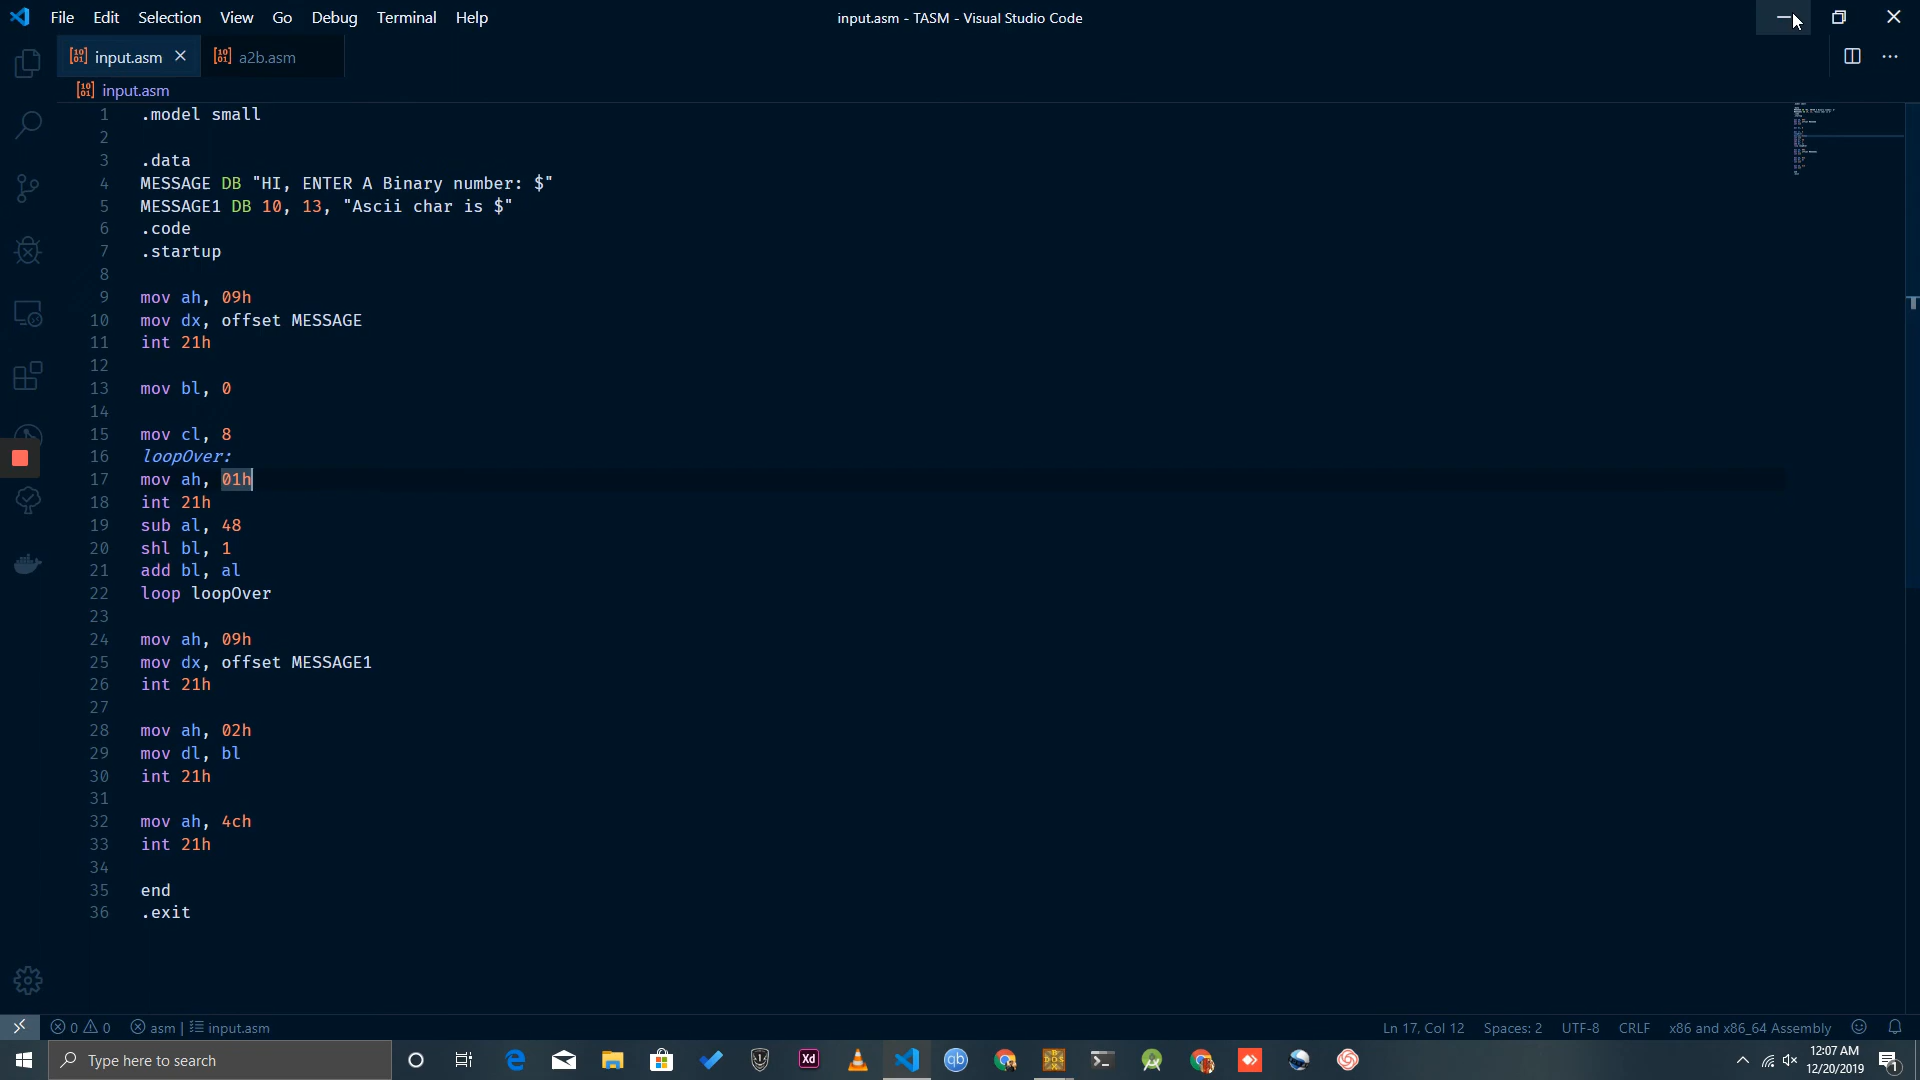 File Edit Selection View Go Debug Terminal Help
input.asm - TASM - Visual Studio Code
input.asm
a2b.asm
input.asm
1 .model small
2
3 .data
4 MESSAGE DB "HI, ENTER A Binary number: $"
5 MESSAGE1 DB 10, 13, "Ascii char is $"
6 .code
7 .startup
8
9 mov ah, 09h
10 mov dx, offset MESSAGE
11 int 21h
12
13 mov bl, 0
14
15 mov cl, 8
16 loopOver:
17 mov ah, 01h
18 int 21h
19 sub al, 48
20 shl bl, 1
21 add bl, al
22 loop loopOver
23
24 mov ah, 09h
25 mov dx, offset MESSAGE1
26 int 21h
27
28 mov ah, 02h
29 mov dl, bl
30 int 21h
31
32 mov ah, 4ch
33 int 21h
34
35 end
36 .exit
0 0 asm | input.asm
Ln 17, Col 12 Spaces: 2 UTF-8 CRLF x86 and x86_64 Assembly
Type here to search
Xd
qb
12:07 AM
12/20/2019
1